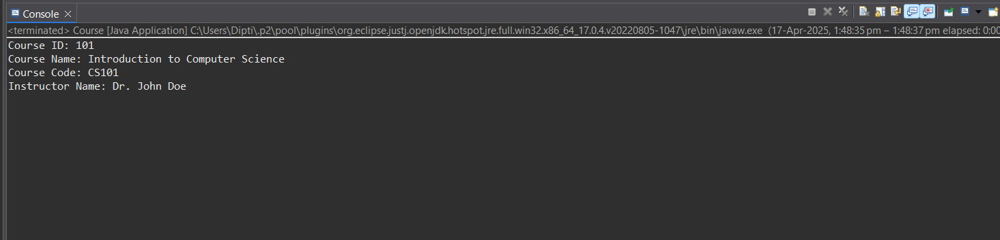 Console
<terminated> Course [Java Application] C:\Users\Dipti\.p2\pool\plugins\org.eclipse.justj.openjdk.hotspot.jre.full.win32.x86_64_17.0.4.v20220805-1047\jre\bin\javaw.exe (17-Apr-2025, 1:48:35 pm – 1:48:37 pm elapsed: 0:00
Course ID: 101
Course Name: Introduction to Computer Science
Course Code: CS101
Instructor Name: Dr. John Doe